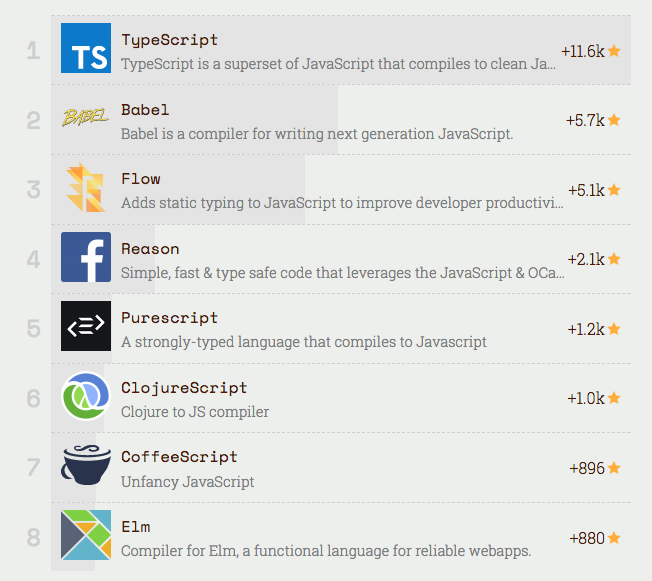 1
TS
TypeScript
TypeScript is a superset of JavaScript that compiles to clean Ja...
+11.6k
2
BABEL
Babel
Babel is a compiler for writing next generation JavaScript.
+5.7k
3
Flow
Adds static typing to JavaScript to improve developer productivi...
+5.1k
4
f
Reason
Simple, fast & type safe code that leverages the JavaScript & OCa...
+2.1k
5
Purescript
A strongly-typed language that compiles to Javascript
+1.2k
6
ClojureScript
Clojure to JS compiler
+1.0k
7
CoffeeScript
Unfancy JavaScript
+896
8
Elm
Compiler for Elm, a functional language for reliable webapps.
+880